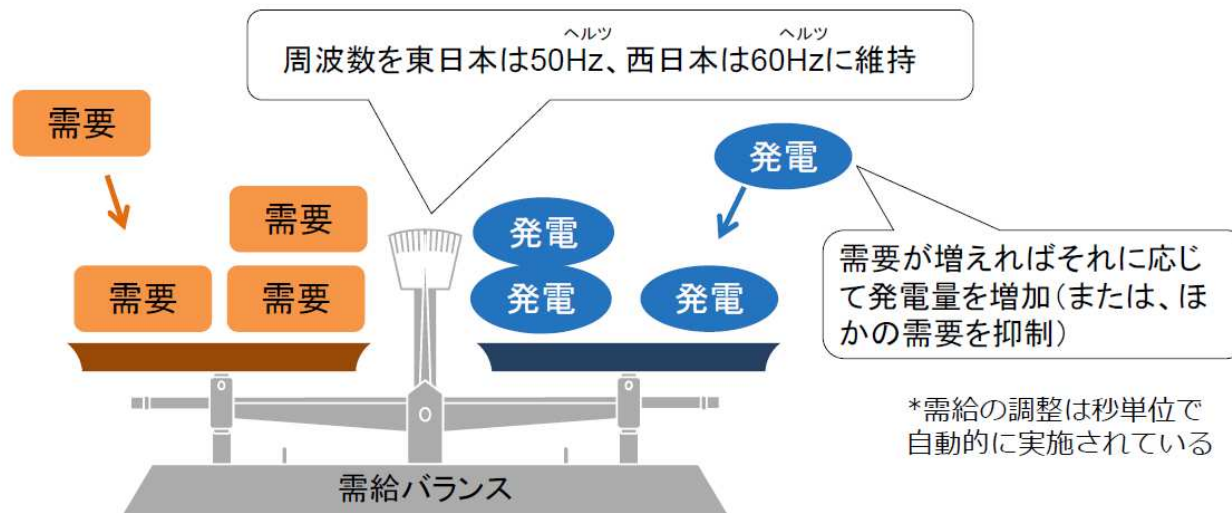 ヘルツ ヘルツ
周波数を東日本は50Hz、西日本は60Hzに維持
需要
発電
需要
発電
需要
需要
発電
発電
需要が増えればそれに応じ
て発電量を増加(または、ほ
かの需要を抑制)
*需給の調整は秒単位で
自動的に実施されている
需給バランス